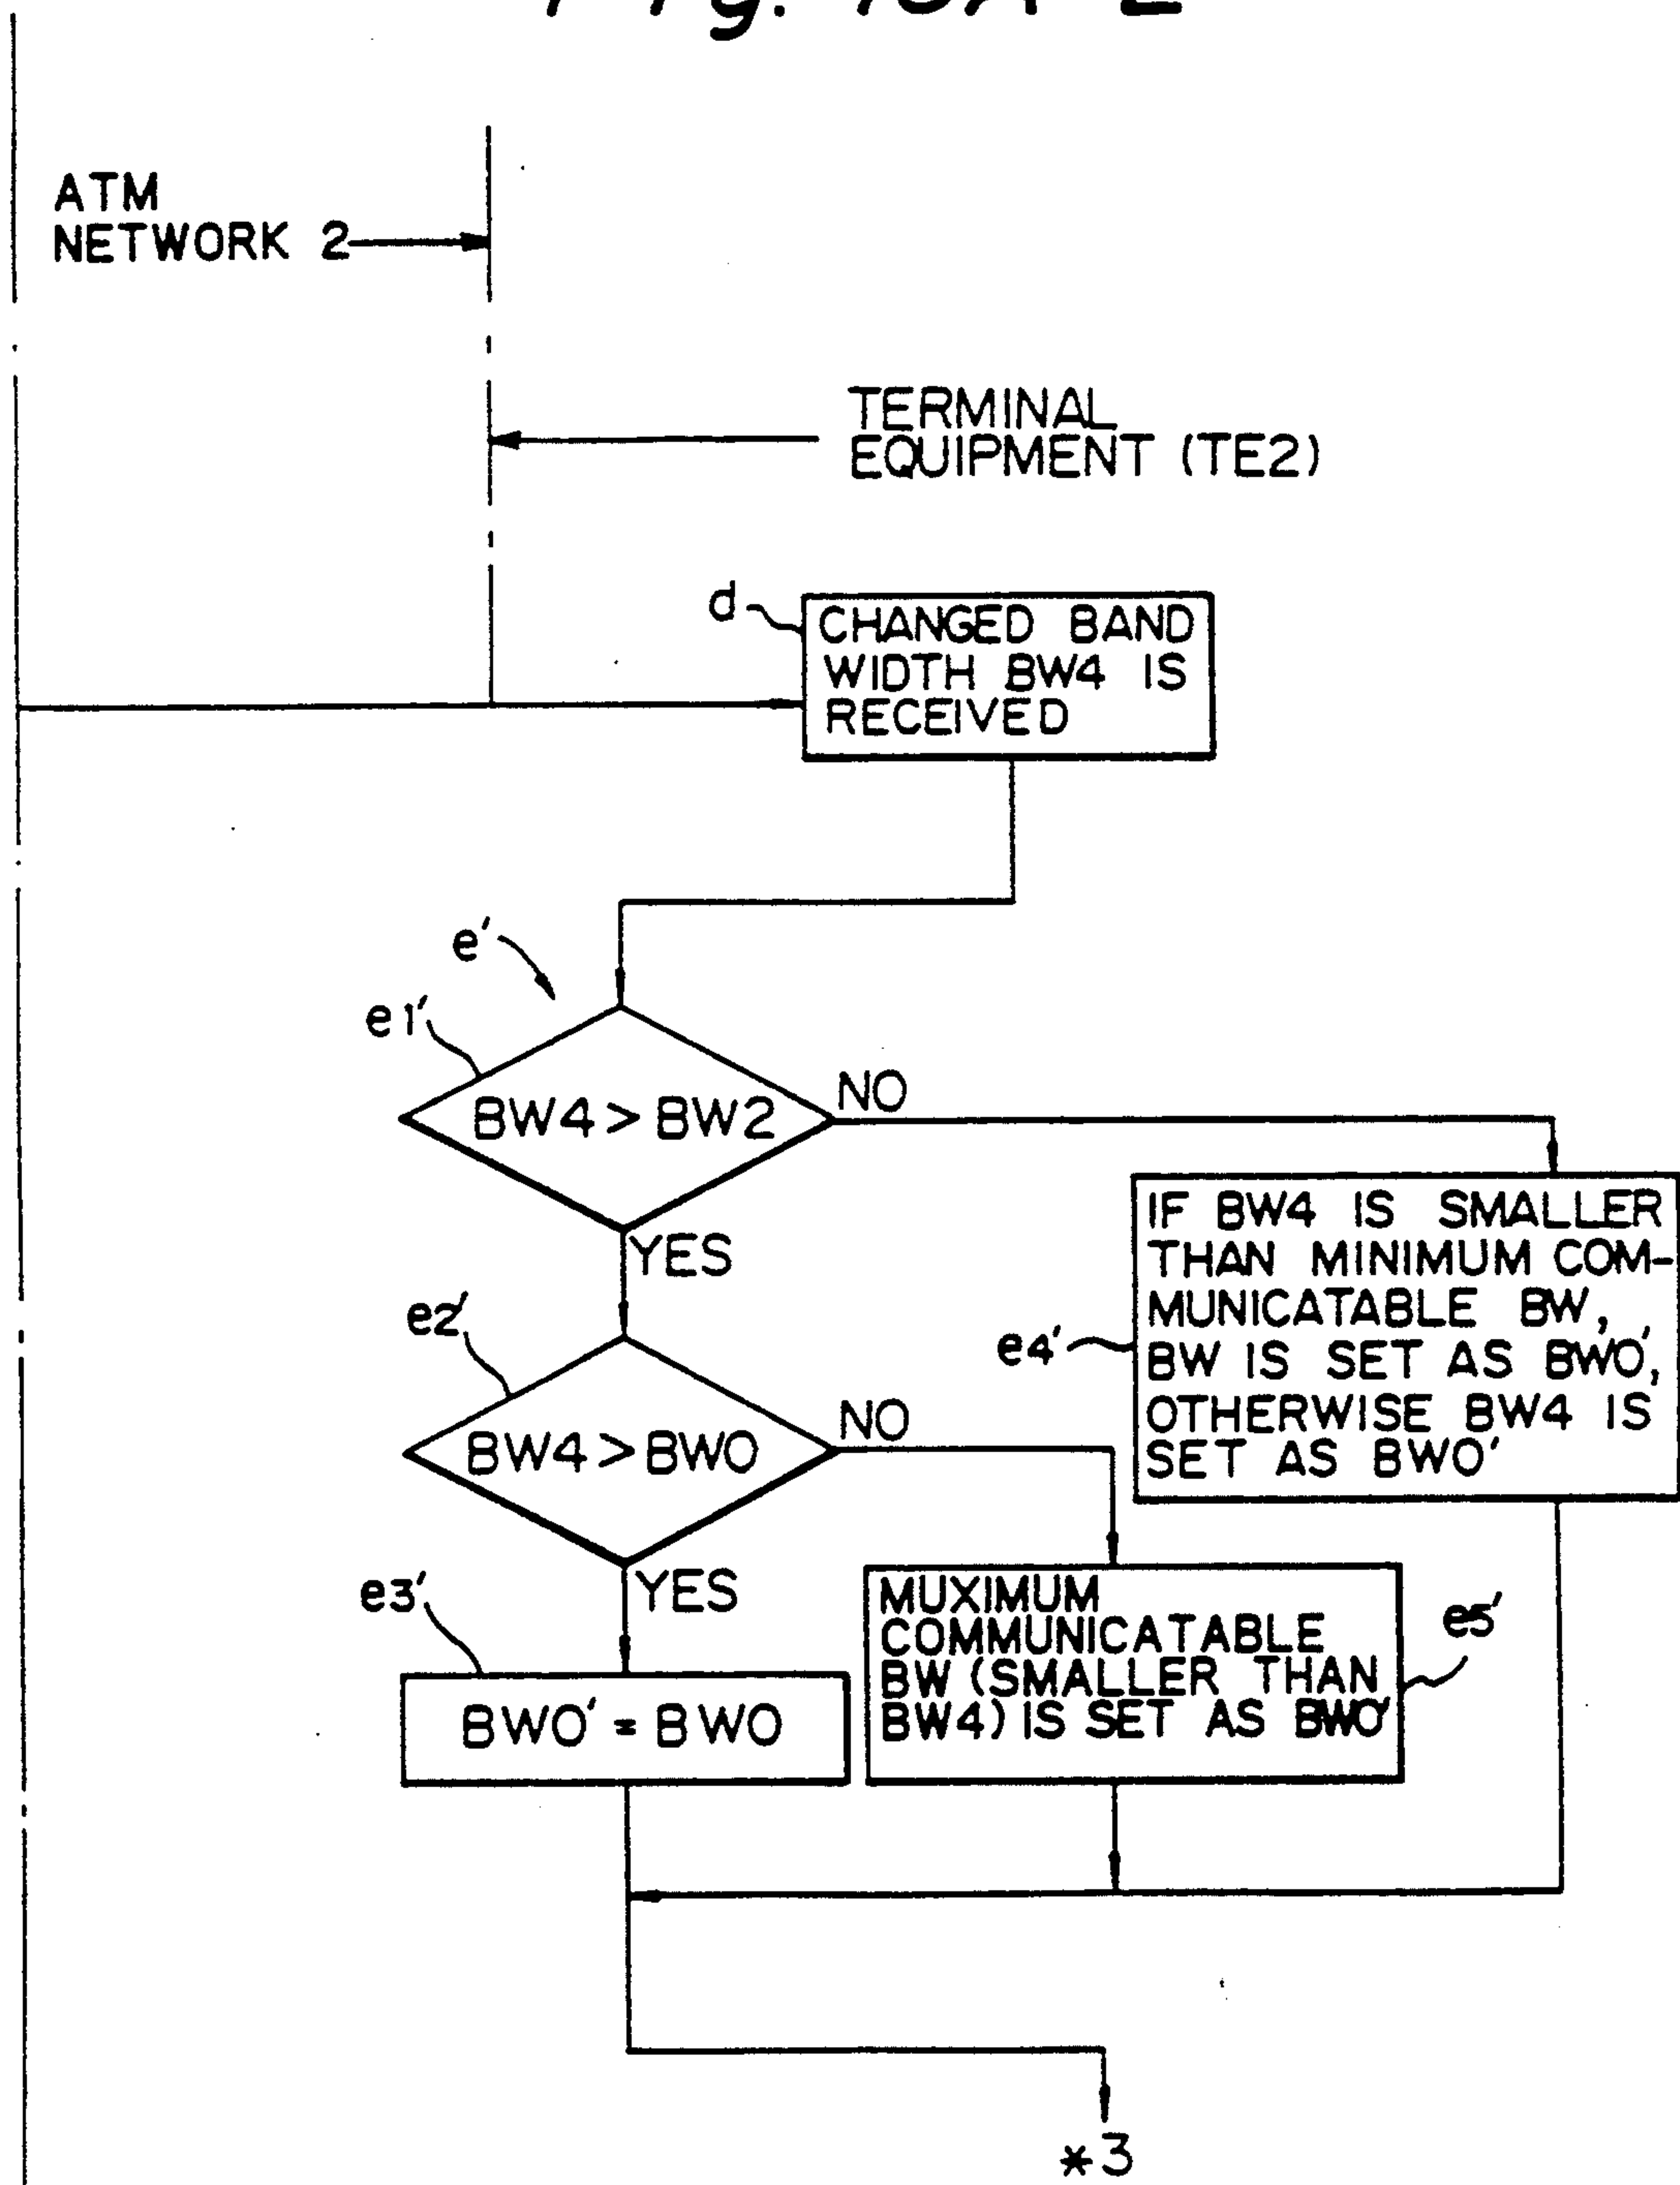 ATM
NETWORK 2
TERMINAL
EQUIPMENT (TE2)
d
CHANGED BAND
WIDTH BW4 IS
RECEIVED
e'
e1'
BW4 > BW2
NO
YES
IF BW4 IS SMALLER
THAN MINIMUM COM-
MUNICATABLE BW,
BW IS SET AS BWO',
OTHERWISE BW4 IS
SET AS BWO'
e4'
e2'
BW4 > BWO
NO
YES
e3'
BWO' = BWO
MUXIMUM
COMMUNICATABLE
BW (SMALLER THAN
BW4) IS SET AS BWO'
e5'
*3